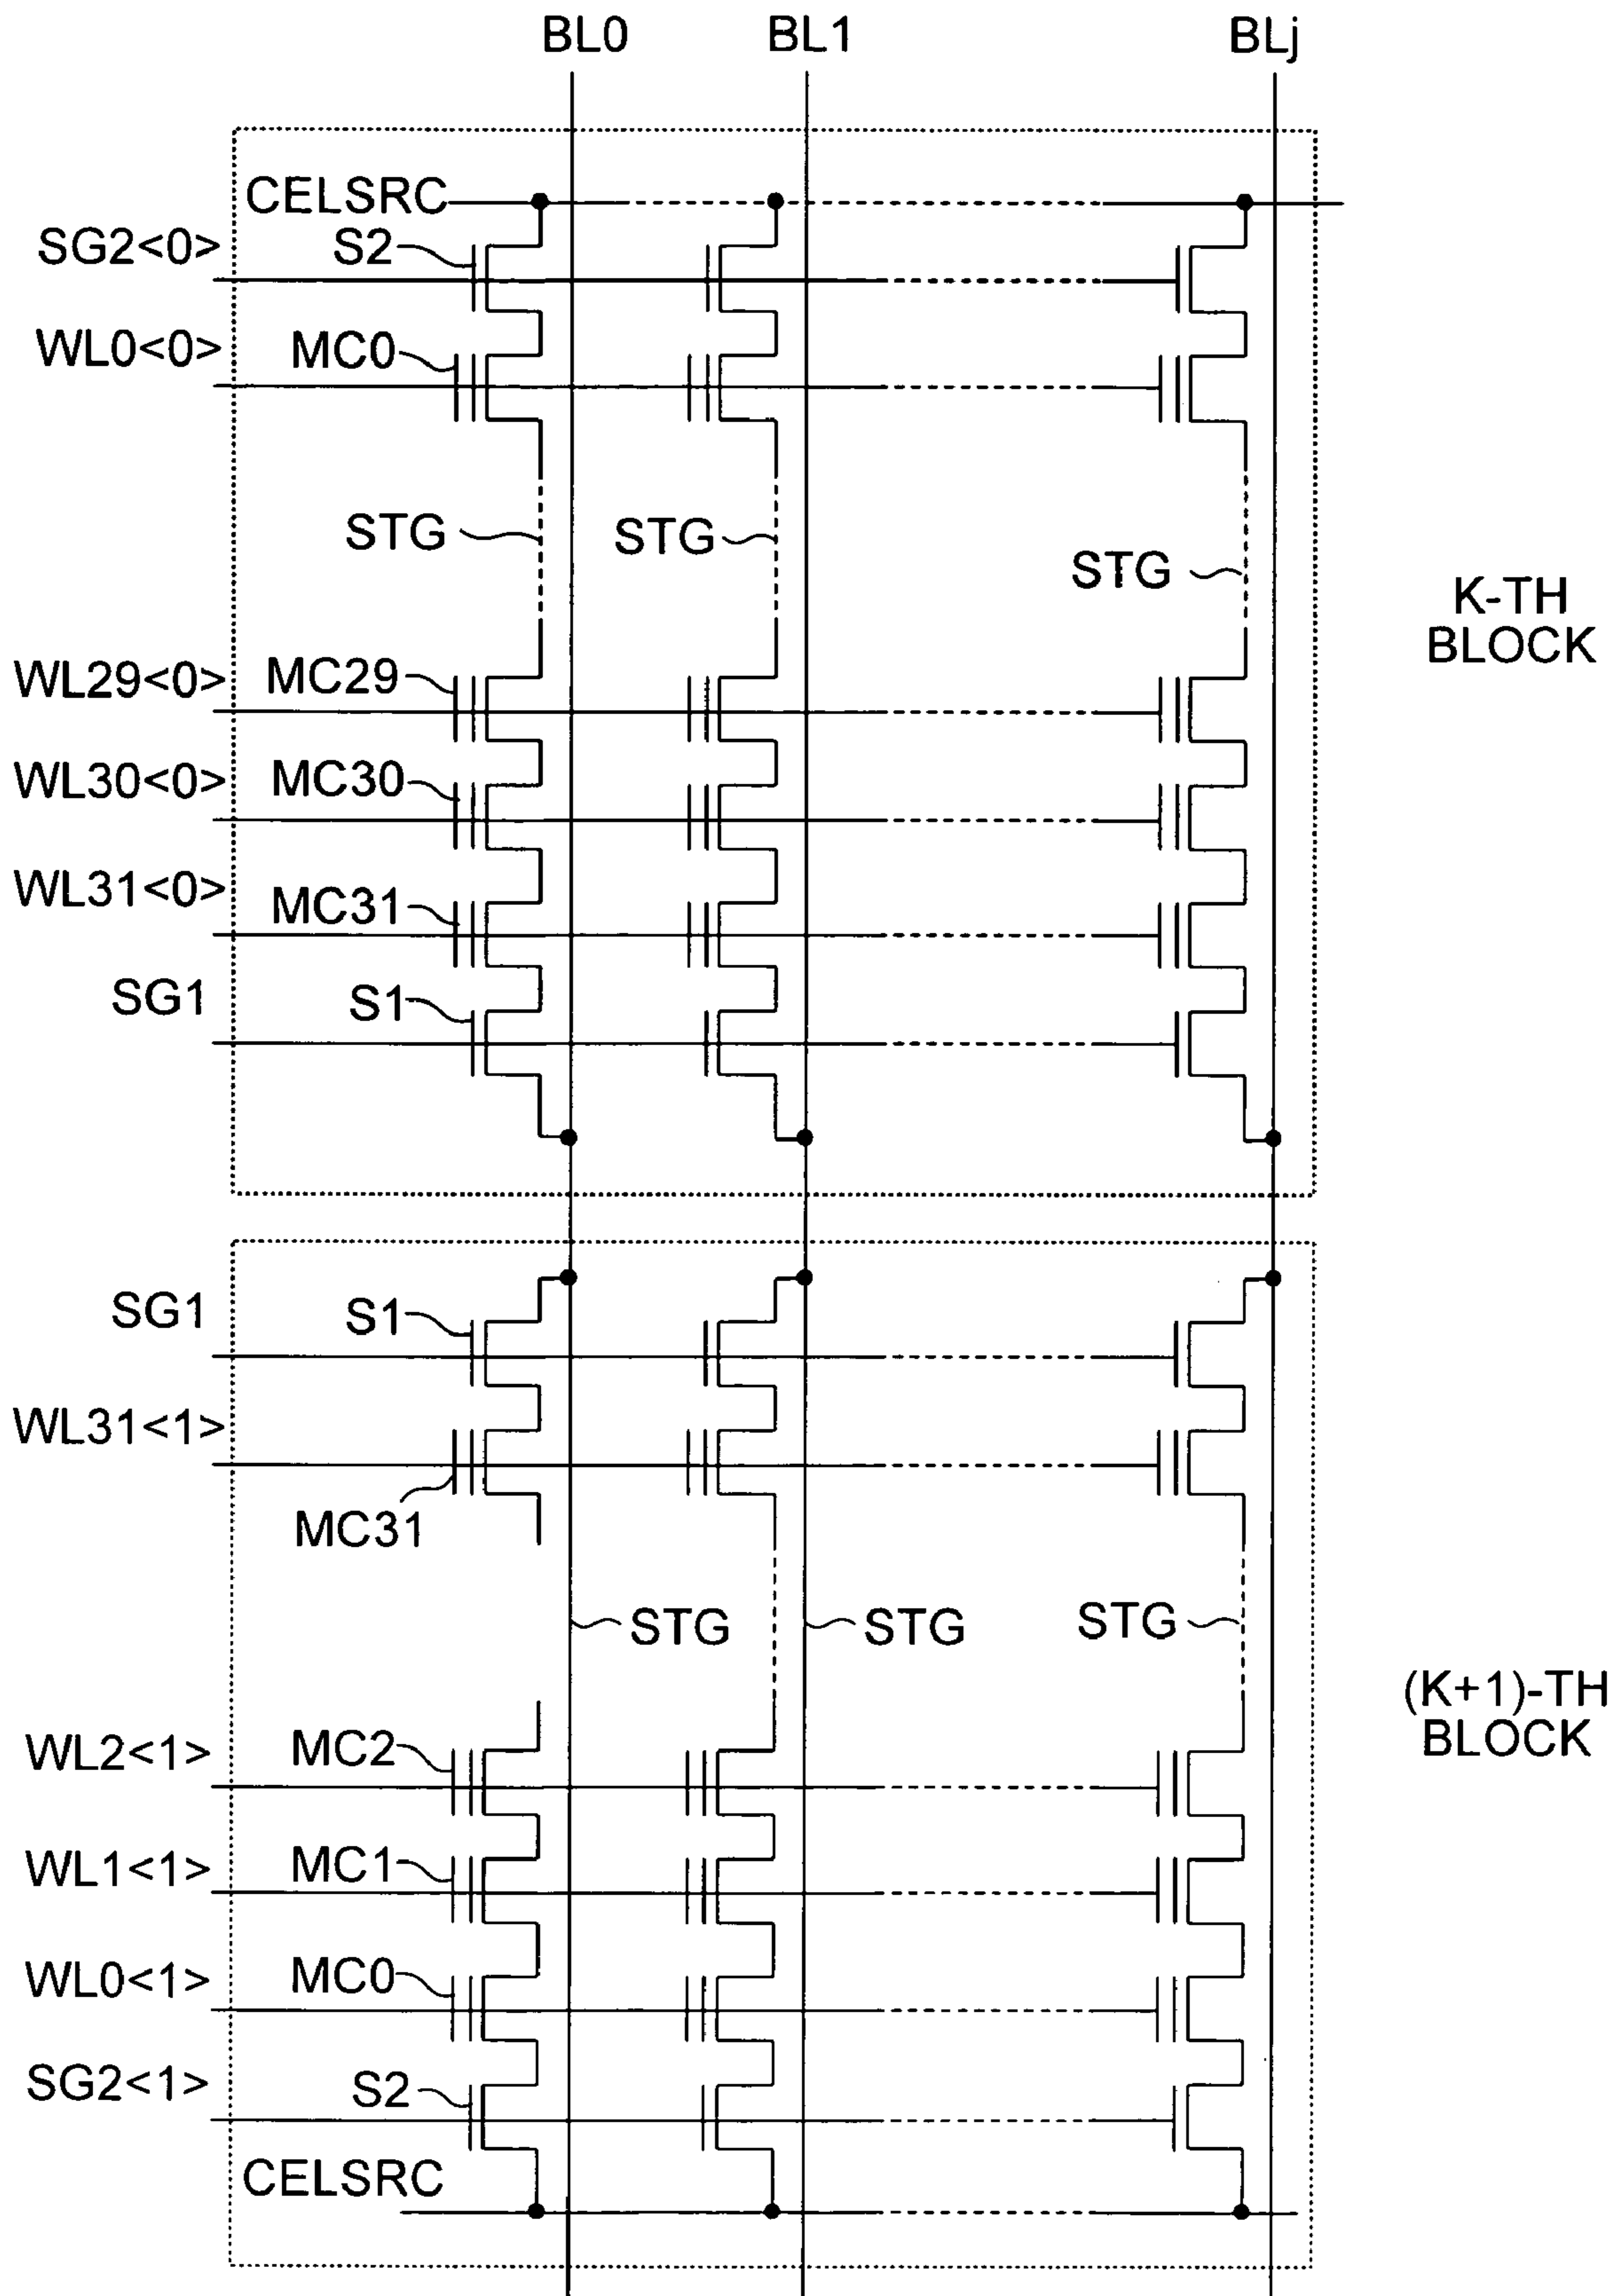 BL0 BL1 BLj
CELSRC
SG2<0> S2
WL0<0> MC0
STG STG STG
K-TH
BLOCK
WL29<0> MC29
WL30<0> MC30
WL31<0> MC31
SG1 S1
SG1 S1
WL31<1>
MC31
STG STG STG
(K+1)-TH
BLOCK
WL2<1> MC2
WL1<1> MC1
WL0<1> MC0
SG2<1> S2
CELSRC